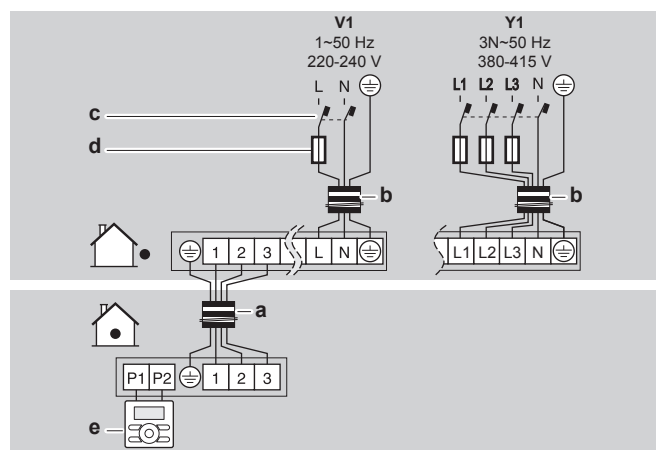 V1
1~50 Hz
220-240 V
L N
Y1
3N~50 Hz
380-415 V
L1 L2 L3 N
c
d
b
b
1 2 3 L N
L1 L2 L3 N
a
P1 P2 1 2 3
e